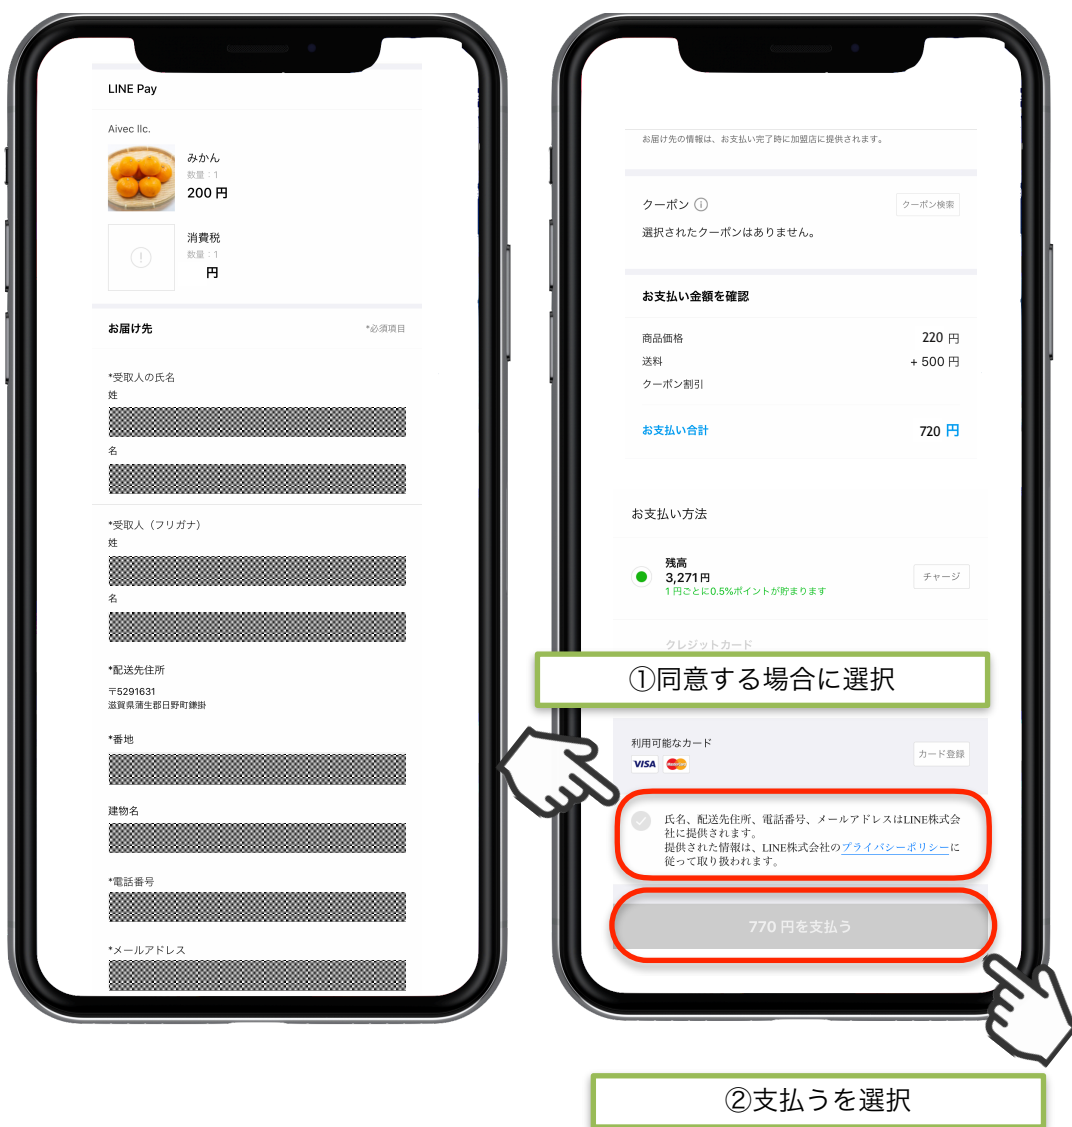 LINE Pay
Aivec llc.
みかん
数量：1
200 円
消費税
数量：1
円
お届け先
*必須項目
*受取人の氏名
姓
名
*受取人（フリガナ）
姓
名
*配送先住所
〒5291631
滋賀県蒲生郡日野町鎌掛
*番地
建物名
*電話番号
*メールアドレス
お届け先の情報は、お支払い完了時に加盟店に提供されます。
クーポン
クーポン検索
選択されたクーポンはありません。
お支払い金額を確認
商品価格 220 円
送料 + 500 円
クーポン割引
お支払い合計 720 円
お支払い方法
残高
3,271円
チャージ
1 円ごとに0.5%ポイントが貯まります
クレジットカード
①同意する場合に選択
利用可能なカード
カード登録
VISA
氏名、配送先住所、電話番号、メールアドレスはLINE株式会
社に提供されます。
提供された情報は、LINE株式会社のプライバシーポリシーに
従って取り扱われます。
770 円を支払う
②支払うを選択